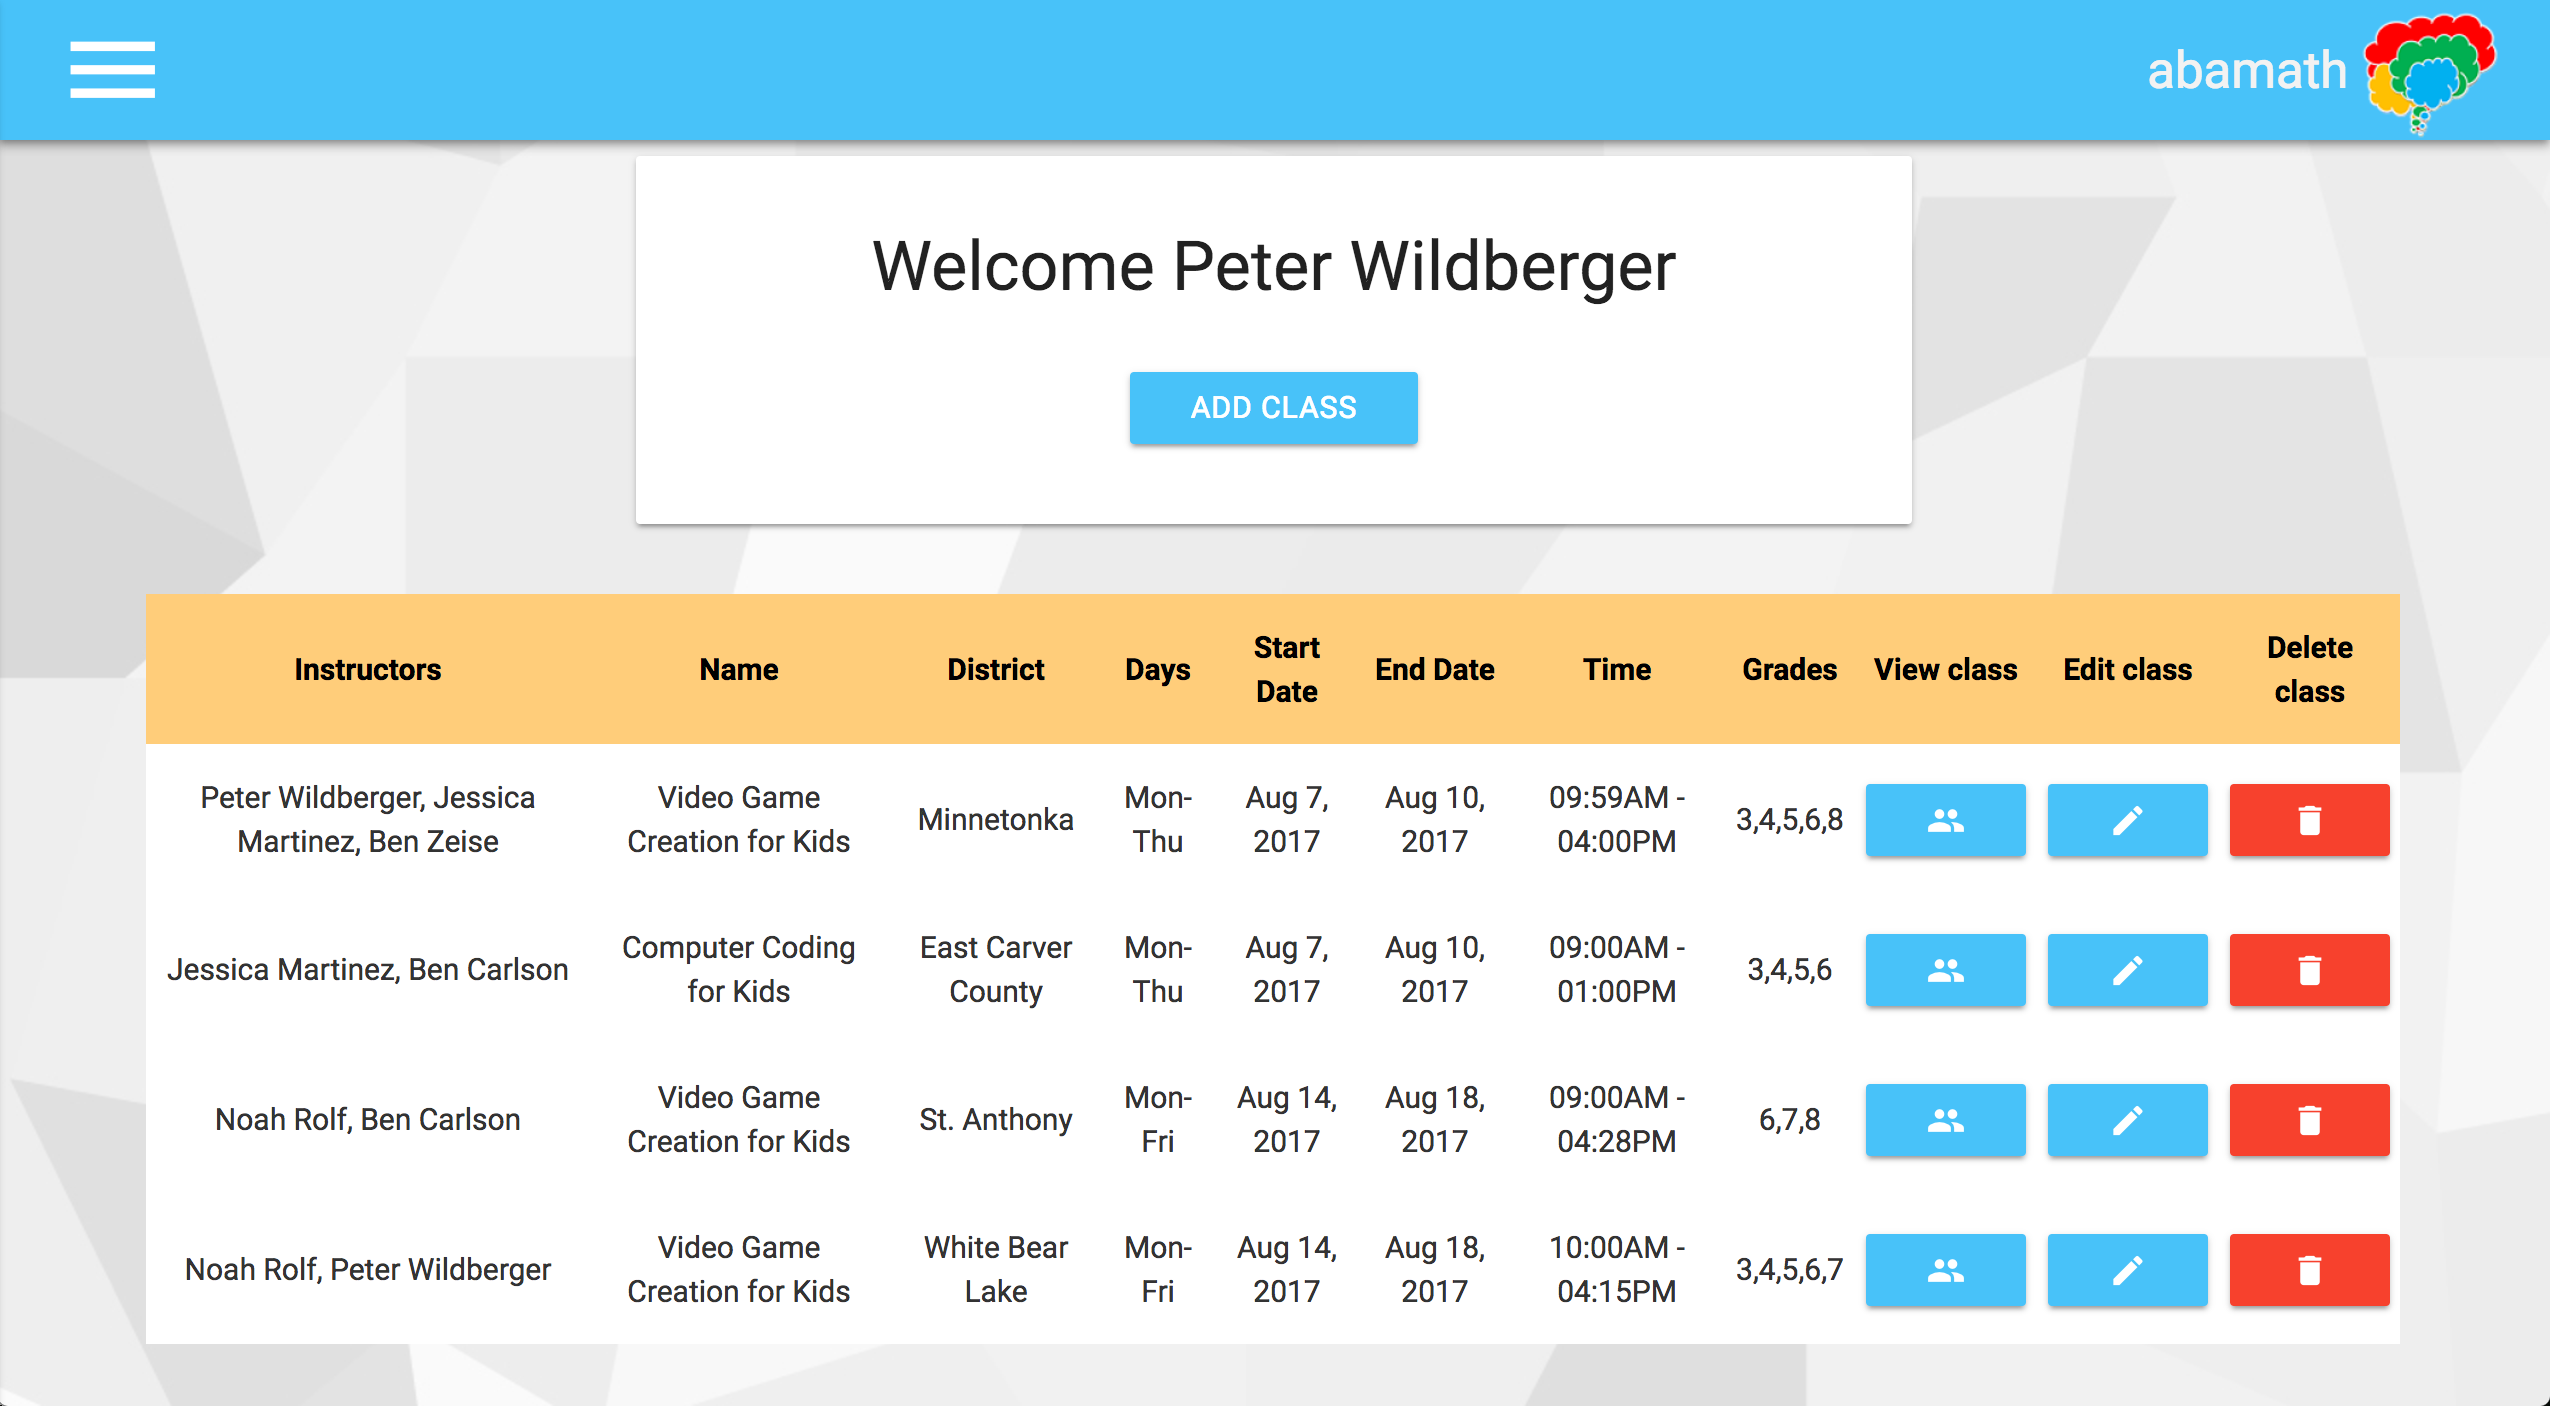 abamath
Welcome Peter Wildberger
ADD CLASS
Instructors Name District Days Start Date End Date Time Grades View class Edit class Delete class
Peter Wildberger, Jessica Martinez, Ben Zeise Video Game Creation for Kids Minnetonka Mon-Thu Aug 7, 2017 Aug 10, 2017 09:59AM - 04:00PM 3,4,5,6,8
Jessica Martinez, Ben Carlson Computer Coding for Kids East Carver County Mon-Thu Aug 7, 2017 Aug 10, 2017 09:00AM - 01:00PM 3,4,5,6
Noah Rolf, Ben Carlson Video Game Creation for Kids St. Anthony Mon-Fri Aug 14, 2017 Aug 18, 2017 09:00AM - 04:28PM 6,7,8
Noah Rolf, Peter Wildberger Video Game Creation for Kids White Bear Lake Mon-Fri Aug 14, 2017 Aug 18, 2017 10:00AM - 04:15PM 3,4,5,6,7